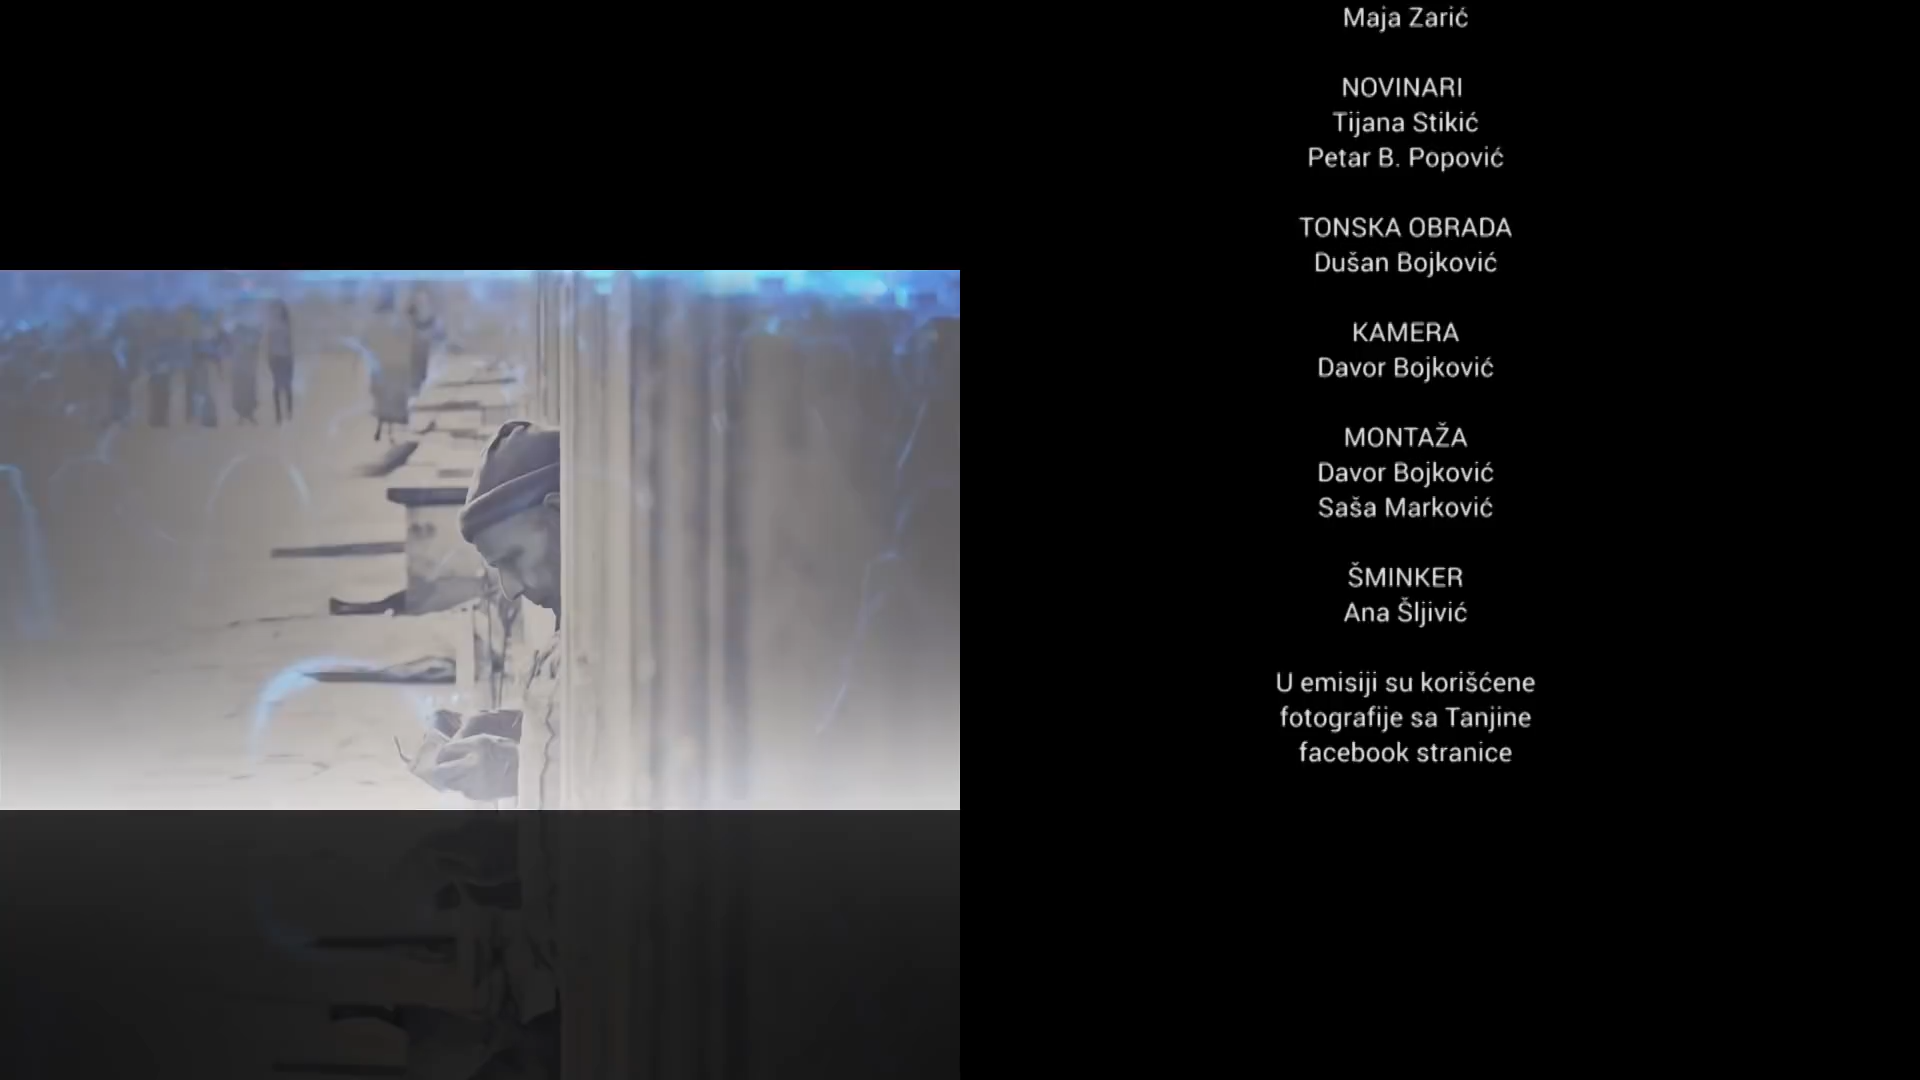 Maja Zarić
NOVINARI
Tijana Stikić
Petar B. Popović
TONSKA OBRADA
Dušan Bojković
KAMERA
Davor Bojković
MONTAŽA
Davor Bojković
Saša Marković
ŠMINKER
Ana Šljivić
U emisiji su korišćene
fotografije sa Tanjine
facebook stranice